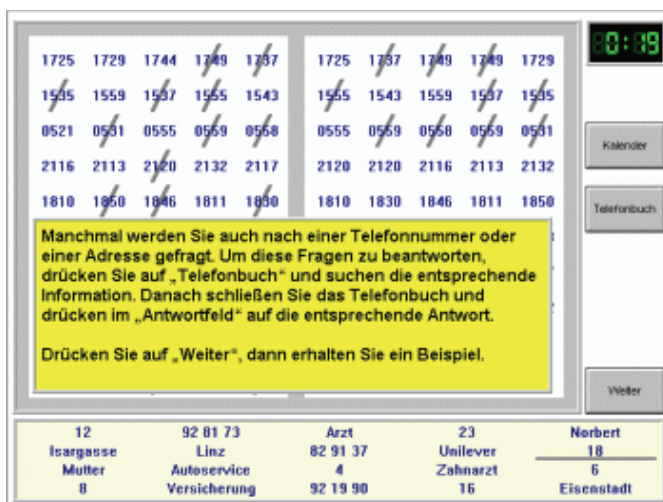 0:19
1725 1729 1744 1749 1737 1725 1737 1749 1749 1729
1535 1559 1537 1555 1543 1555 1543 1559 1537 1535
0521 0531 0555 0559 0558 0555 0559 0558 0559 0531
2116 2113 2120 2132 2117 2120 2120 2116 2113 2132
1810 1850 1846 1811 1830 1810 1830 1846 1811 1850
Kalender
Telefonbuch
Manchmal werden Sie auch nach einer Telefonnummer oder
einer Adresse gefragt. Um diese Fragen zu beantworten,
drücken Sie auf „Telefonbuch“ und suchen die entsprechende
Information. Danach schließen Sie das Telefonbuch und
drücken im „Antwortfeld“ auf die entsprechende Antwort.
Drücken Sie auf „Weiter“, dann erhalten Sie ein Beispiel.
Weiter
12 92 81 73 Arzt 23 Norbert
Isargasse Linz 82 91 37 Unilever 18
Mutter Autoservice 4 Zahnarzt 6
8 Versicherung 92 19 90 16 Eisenstadt